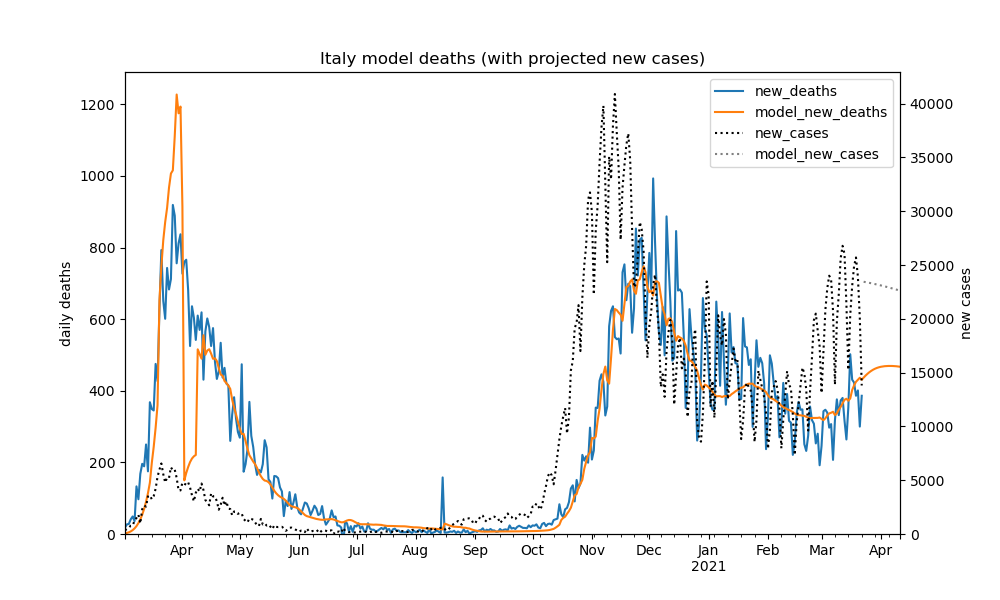 Italy model deaths (with projected new cases)
new_deaths
model_new_deaths
new_cases
model_new_cases
1200
1000
800
600
400
200
0
daily deaths
40000
35000
30000
25000
20000
15000
10000
5000
0
new cases
Apr May Jun Jul Aug Sep Oct Nov Dec Jan Feb Mar Apr
2021